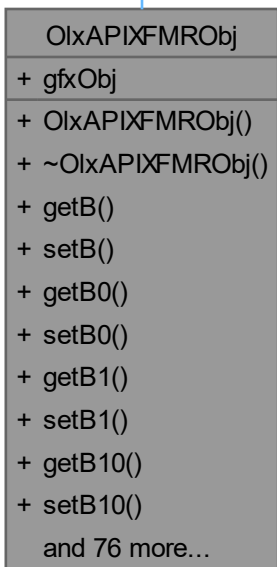 OlxAPIXFMRObj
+ gfxObj
+ OlxAPIXFMRObj()
+ ~OlxAPIXFMRObj()
+ getB()
+ setB()
+ getB0()
+ setB0()
+ getB1()
+ setB1()
+ getB10()
+ setB10()
and 76 more...